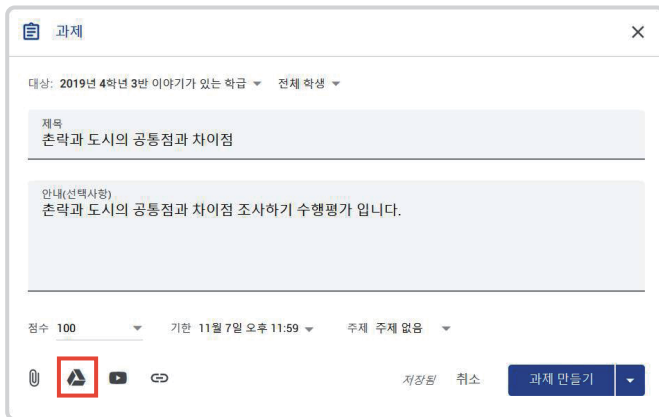 과제
대상: 2019년 4학년 3반 이야기가 있는 학급 전체 학생
제목
촌락과 도시의 공통점과 차이점
안내(선택사항)
촌락과 도시의 공통점과 차이점 조사하기 수행평가 입니다.
점수 100 기한 11월 7일 오후 11:59 주제 주제 없음
저장됨 취소 과제 만들기